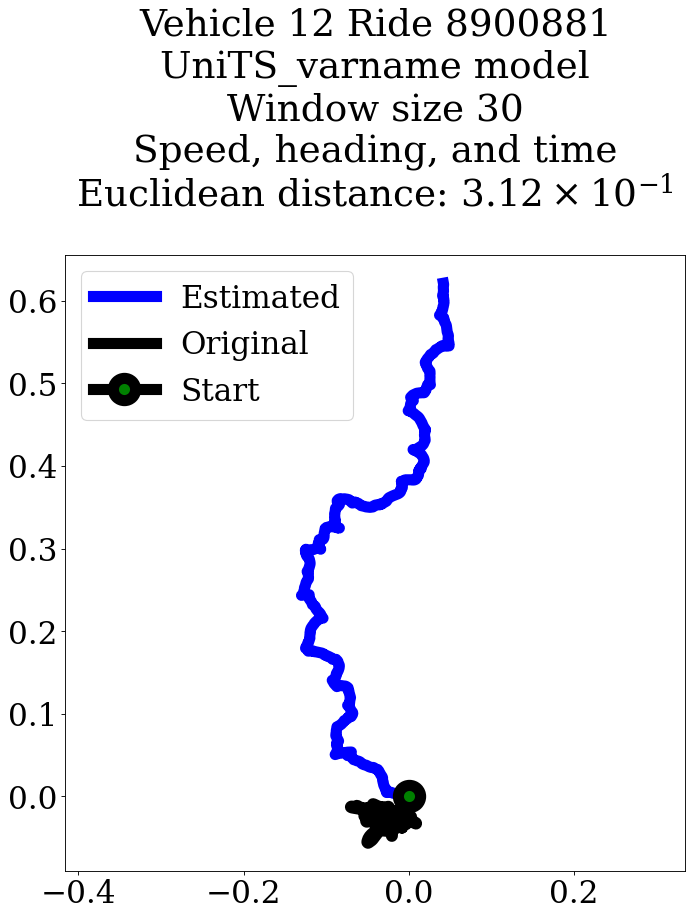 Vehicle 12 Ride 8900881
UniTS_varname model
Window size 30
Speed, heading, and time
Euclidean distance: 3.12 × 10⁻¹
Estimated
Original
Start
0.6
0.5
0.4
0.3
0.2
0.1
0.0
−0.4
−0.2
0.0
0.2